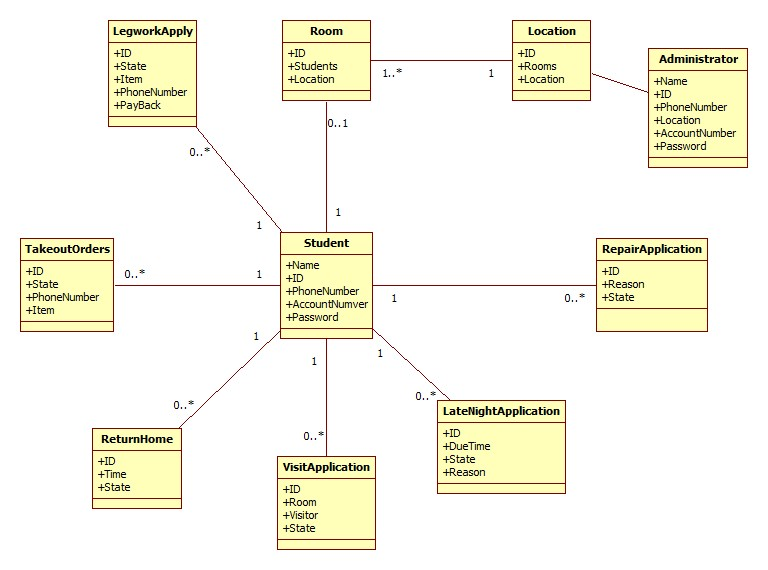 LegworkApply
+ID
+State
+Item
+PhoneNumber
+PayBack
Room
+ID
+Students
+Location
Location
+ID
+Rooms
+Location
Administrator
+Name
+ID
+PhoneNumber
+Location
+AccountNumber
+Password
1..*
1
0..1
1
0..*
1
TakeoutOrders
+ID
+State
+PhoneNumber
+Item
0..*
1
Student
+Name
+ID
+PhoneNumber
+AccountNumver
+Password
1
0..*
RepairApplication
+ID
+Reason
+State
1
0..*
1
0..*
1
0..*
ReturnHome
+ID
+Time
+State
VisitApplication
+ID
+Room
+Visitor
+State
LateNightApplication
+ID
+DueTime
+State
+Reason